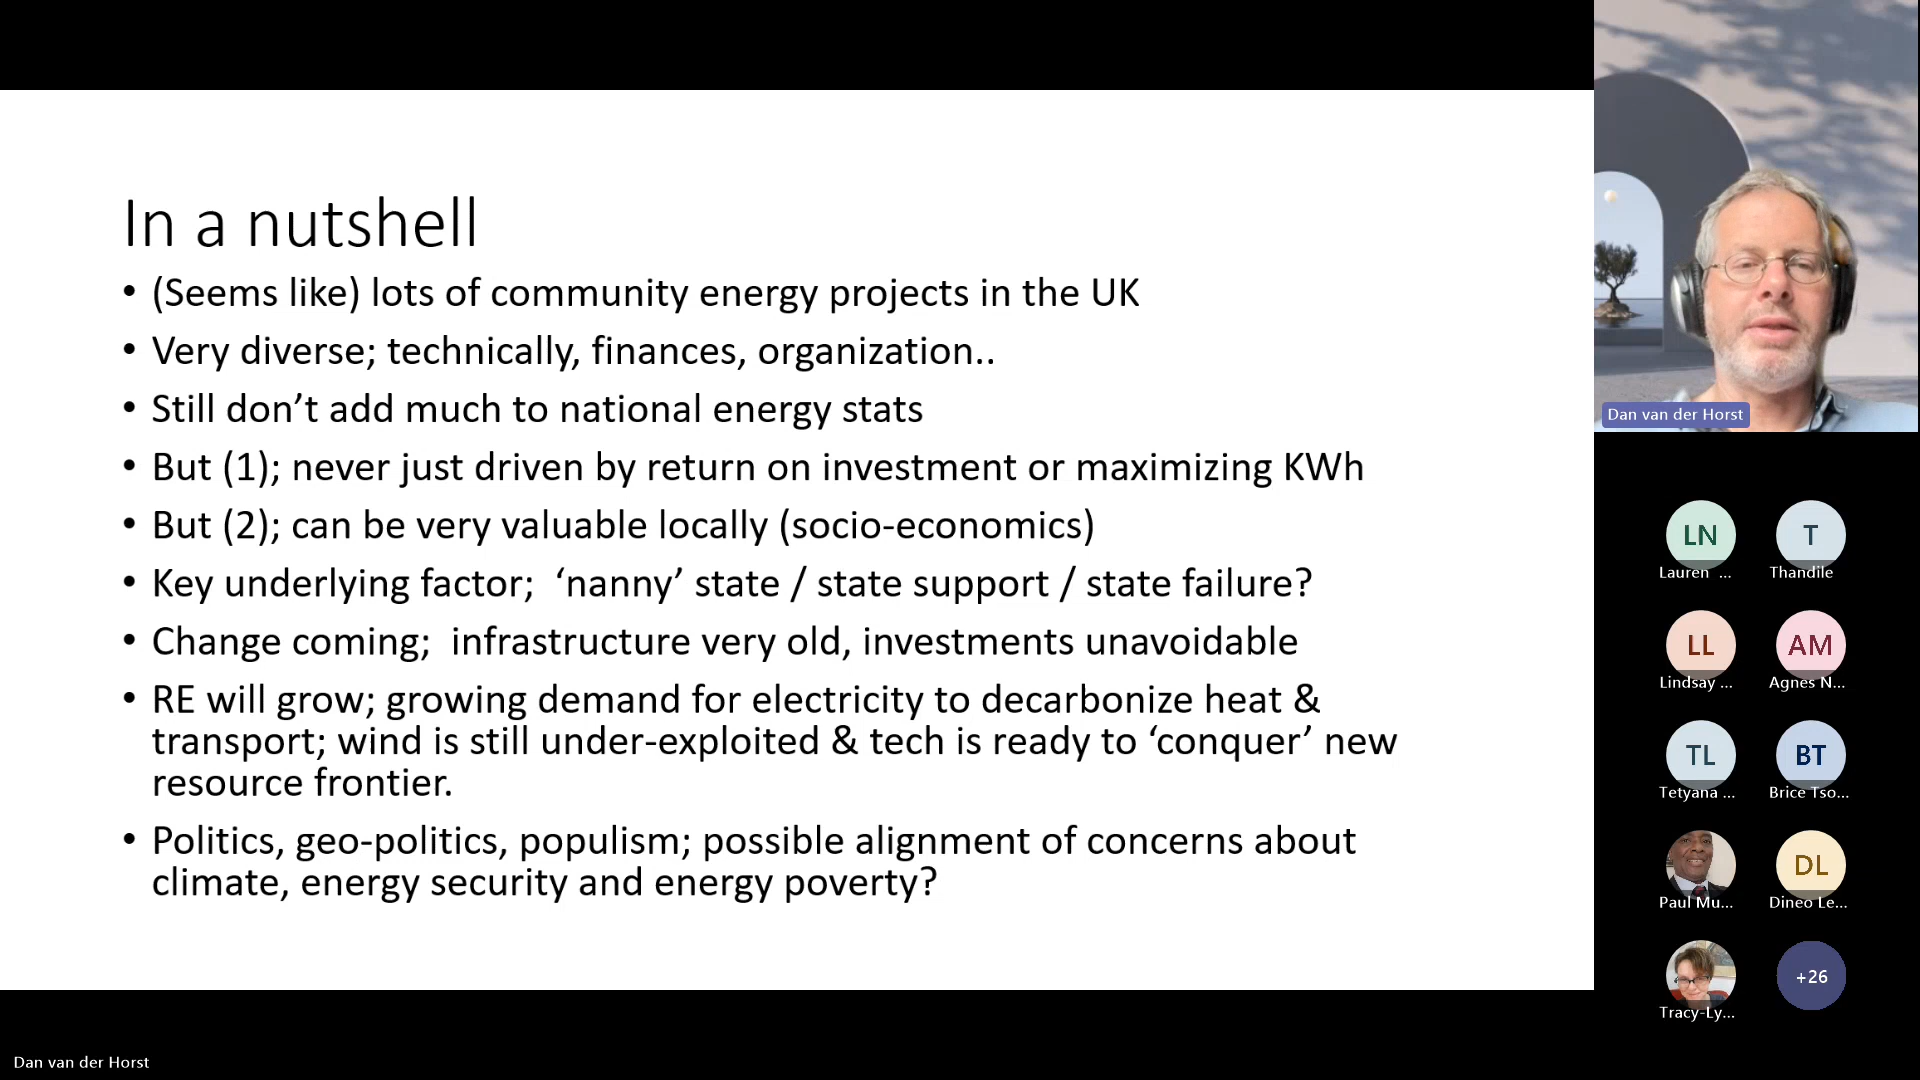 In a nutshell
• (Seems like) lots of community energy projects in the UK
• Very diverse; technically, finances, organization..
• Still don’t add much to national energy stats
• But (1); never just driven by return on investment or maximizing KWh
• But (2); can be very valuable locally (socio-economics)
• Key underlying factor;  ‘nanny’ state / state support / state failure?
• Change coming;  infrastructure very old, investments unavoidable
• RE will grow; growing demand for electricity to decarbonize heat &
transport; wind is still under-exploited & tech is ready to ‘conquer’ new
resource frontier.
• Politics, geo-politics, populism; possible alignment of concerns about
climate, energy security and energy poverty?
Dan van der Horst
LN
T
Lauren ...
Thandile
LL
AM
Lindsay ...
Agnes N...
TL
BT
Tetyana ...
Brice Tso...
DL
Paul Mu...
Dineo Le...
+26
Tracy-Ly...
Dan van der Horst